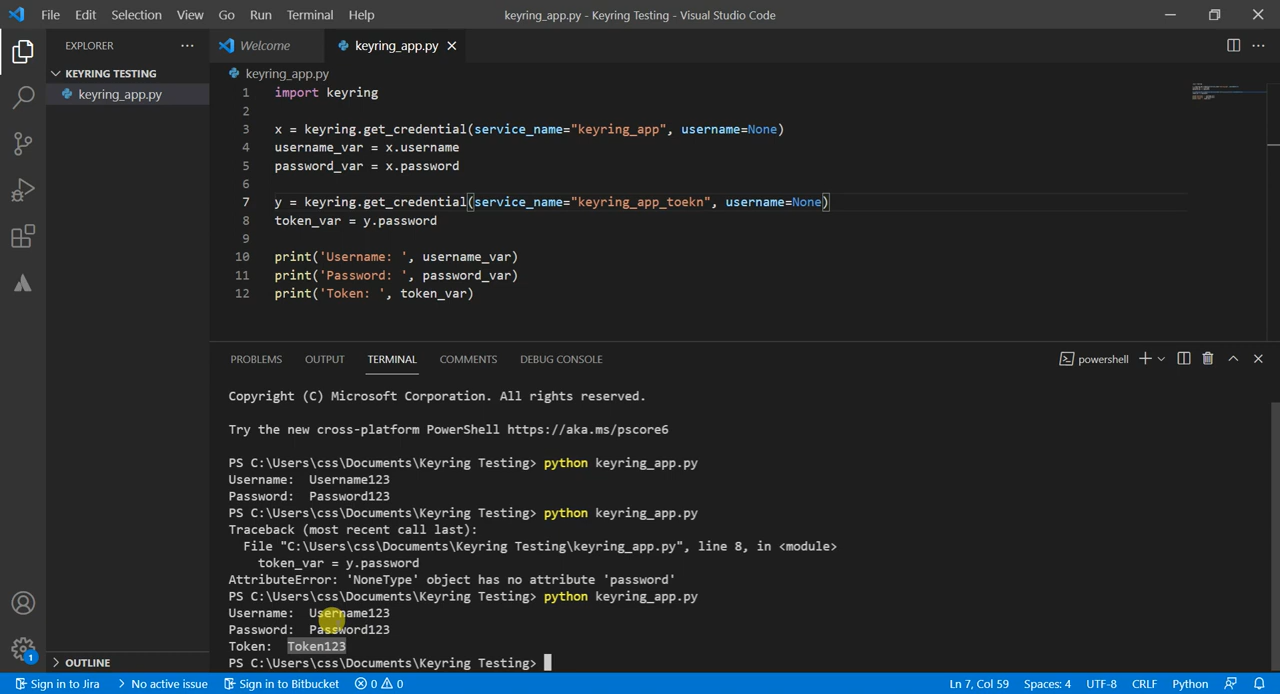 File Edit Selection View Go Run Terminal Help keyring_app.py - Keyring Testing - Visual Studio Code
EXPLORER
KEYRING TESTING
keyring_app.py
Welcome keyring_app.py
keyring_app.py
1 import keyring
2
3 x = keyring.get_credential(service_name="keyring_app", username=None)
4 username_var = x.username
5 password_var = x.password
6
7 y = keyring.get_credential(service_name="keyring_app_toekn", username=None)
8 token_var = y.password
9
10 print('Username: ', username_var)
11 print('Password: ', password_var)
12 print('Token: ', token_var)
PROBLEMS OUTPUT TERMINAL COMMENTS DEBUG CONSOLE powershell
Copyright (C) Microsoft Corporation. All rights reserved.
Try the new cross-platform PowerShell https://aka.ms/pscore6
PS C:\Users\css\Documents\Keyring Testing> python keyring_app.py
Username: Username123
Password: Password123
PS C:\Users\css\Documents\Keyring Testing> python keyring_app.py
Traceback (most recent call last):
File "C:\Users\css\Documents\Keyring Testing\keyring_app.py", line 8, in <module>
token_var = y.password
AttributeError: 'NoneType' object has no attribute 'password'
PS C:\Users\css\Documents\Keyring Testing> python keyring_app.py
Username: Username123
Password: Password123
Token: Token123
PS C:\Users\css\Documents\Keyring Testing>
OUTLINE
1
Sign in to Jira No active issue Sign in to Bitbucket 0 0 Ln 7, Col 59 Spaces: 4 UTF-8 CRLF Python